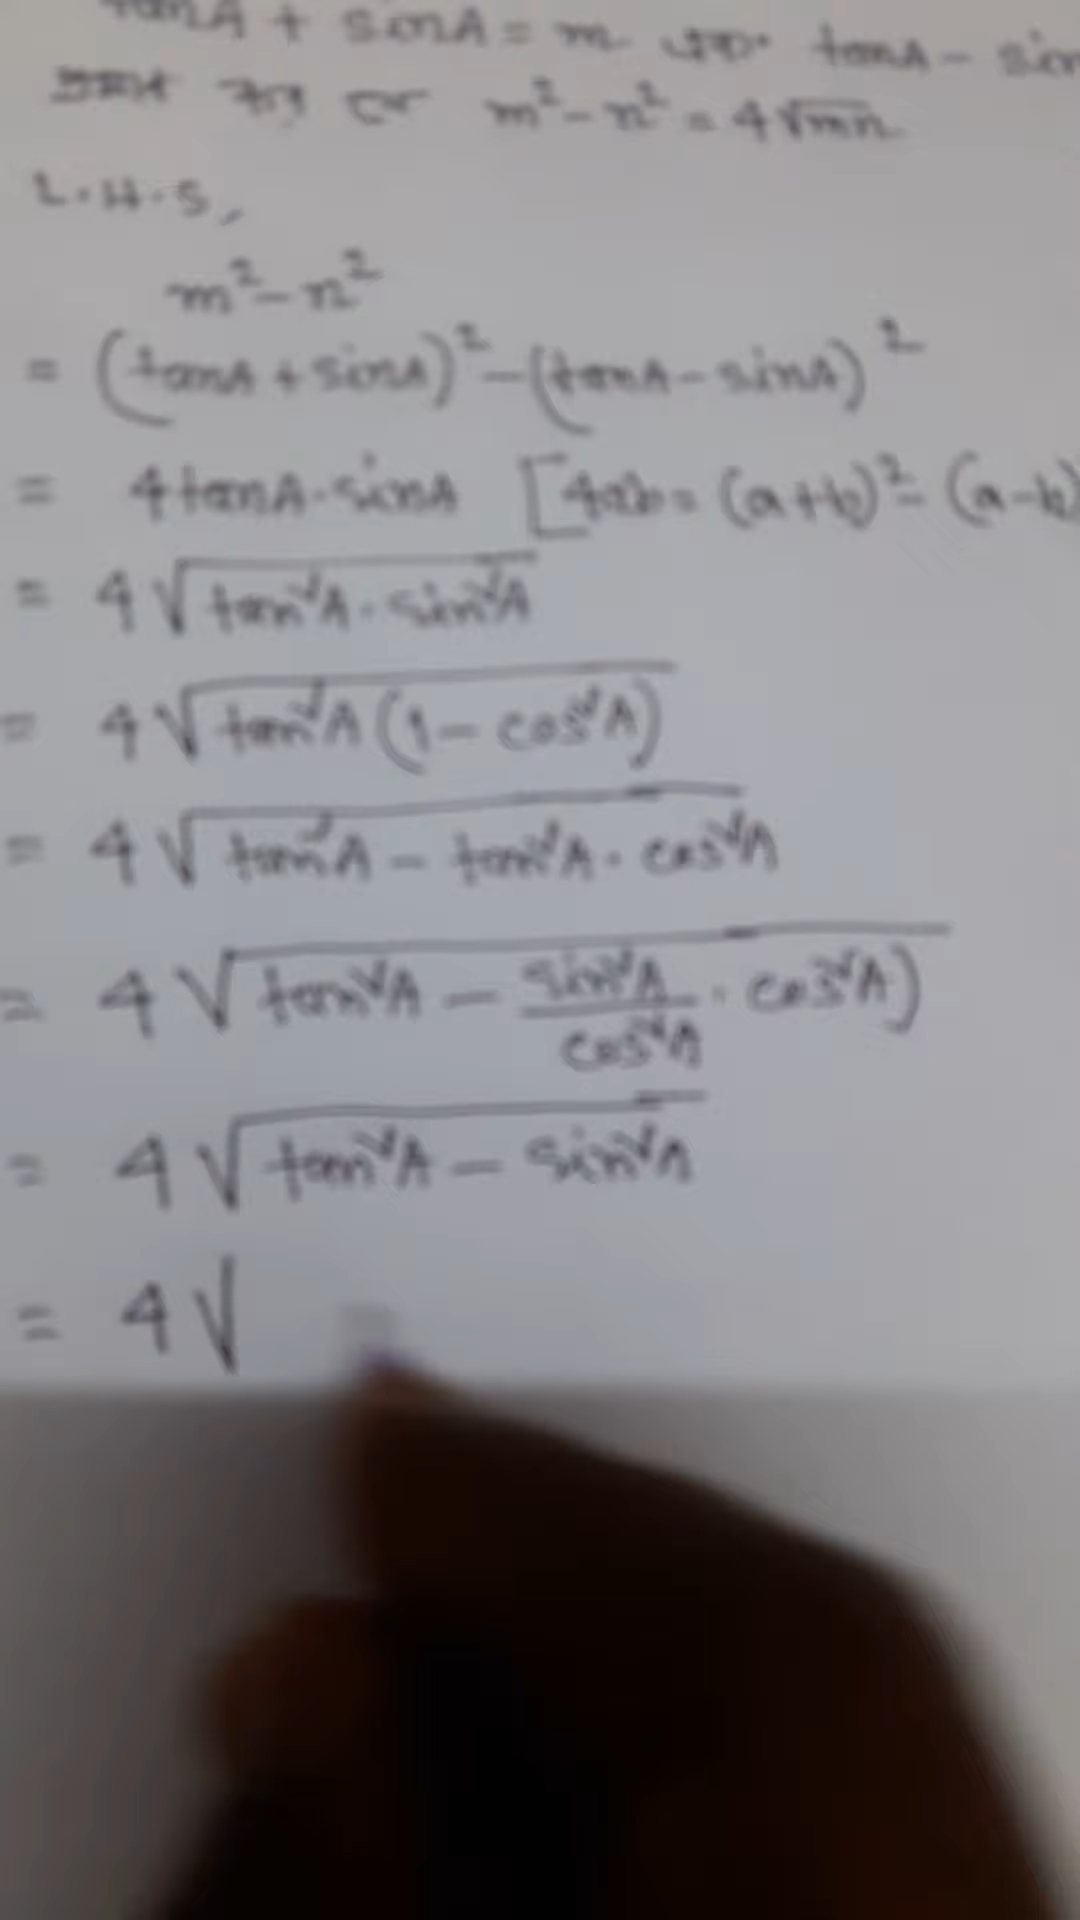 tanA + sinA = m এবং tanA - sin
প্রমাণ কর যে m² - n² = 4√mn
L.H.S,
m² - n²
= (tanA + sinA)² - (tanA - sinA)²
= 4tanA·sinA [4ab = (a+b)² - (a-b)
= 4√tan²A·sin²A
= 4√tan²A(1 - cos²A)
= 4√tan²A - tan²A·cos²A
= 4√tan²A - sin²A/cos²A·cos²A)
= 4√tan²A - sin²A
= 4√